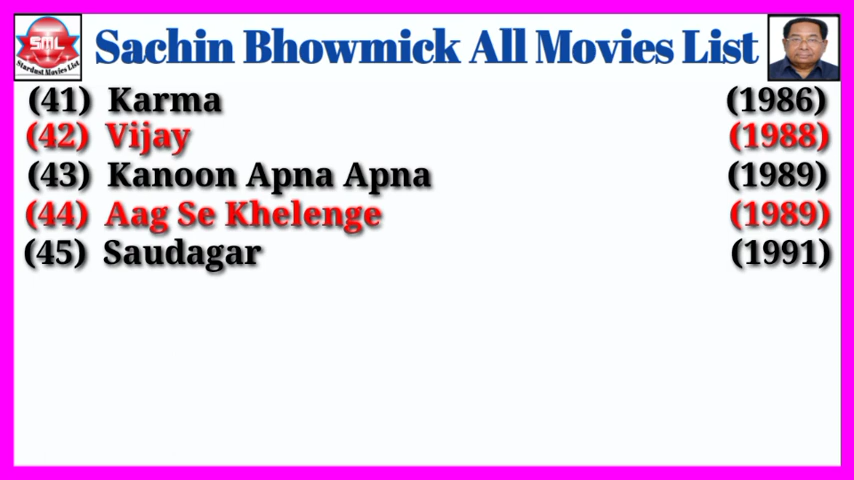 SML
Stardust Movies List
Sachin Bhowmick All Movies List
(41) Karma (1986)
(42) Vijay (1988)
(43) Kanoon Apna Apna (1989)
(44) Aag Se Khelenge (1989)
(45) Saudagar (1991)